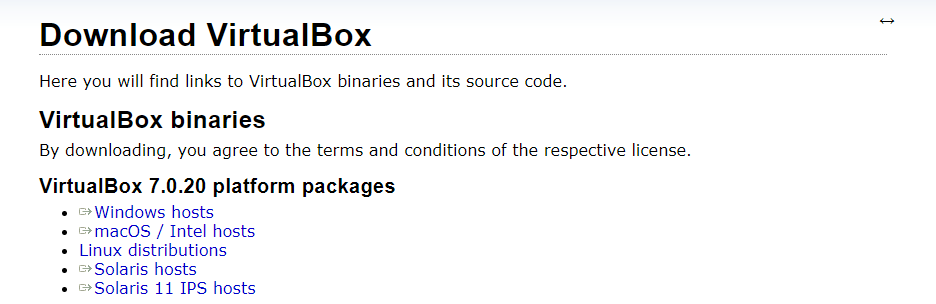 Download VirtualBox
Here you will find links to VirtualBox binaries and its source code.
VirtualBox binaries
By downloading, you agree to the terms and conditions of the respective license.
VirtualBox 7.0.20 platform packages
Windows hosts
macOS / Intel hosts
Linux distributions
Solaris hosts
Solaris 11 IPS hosts